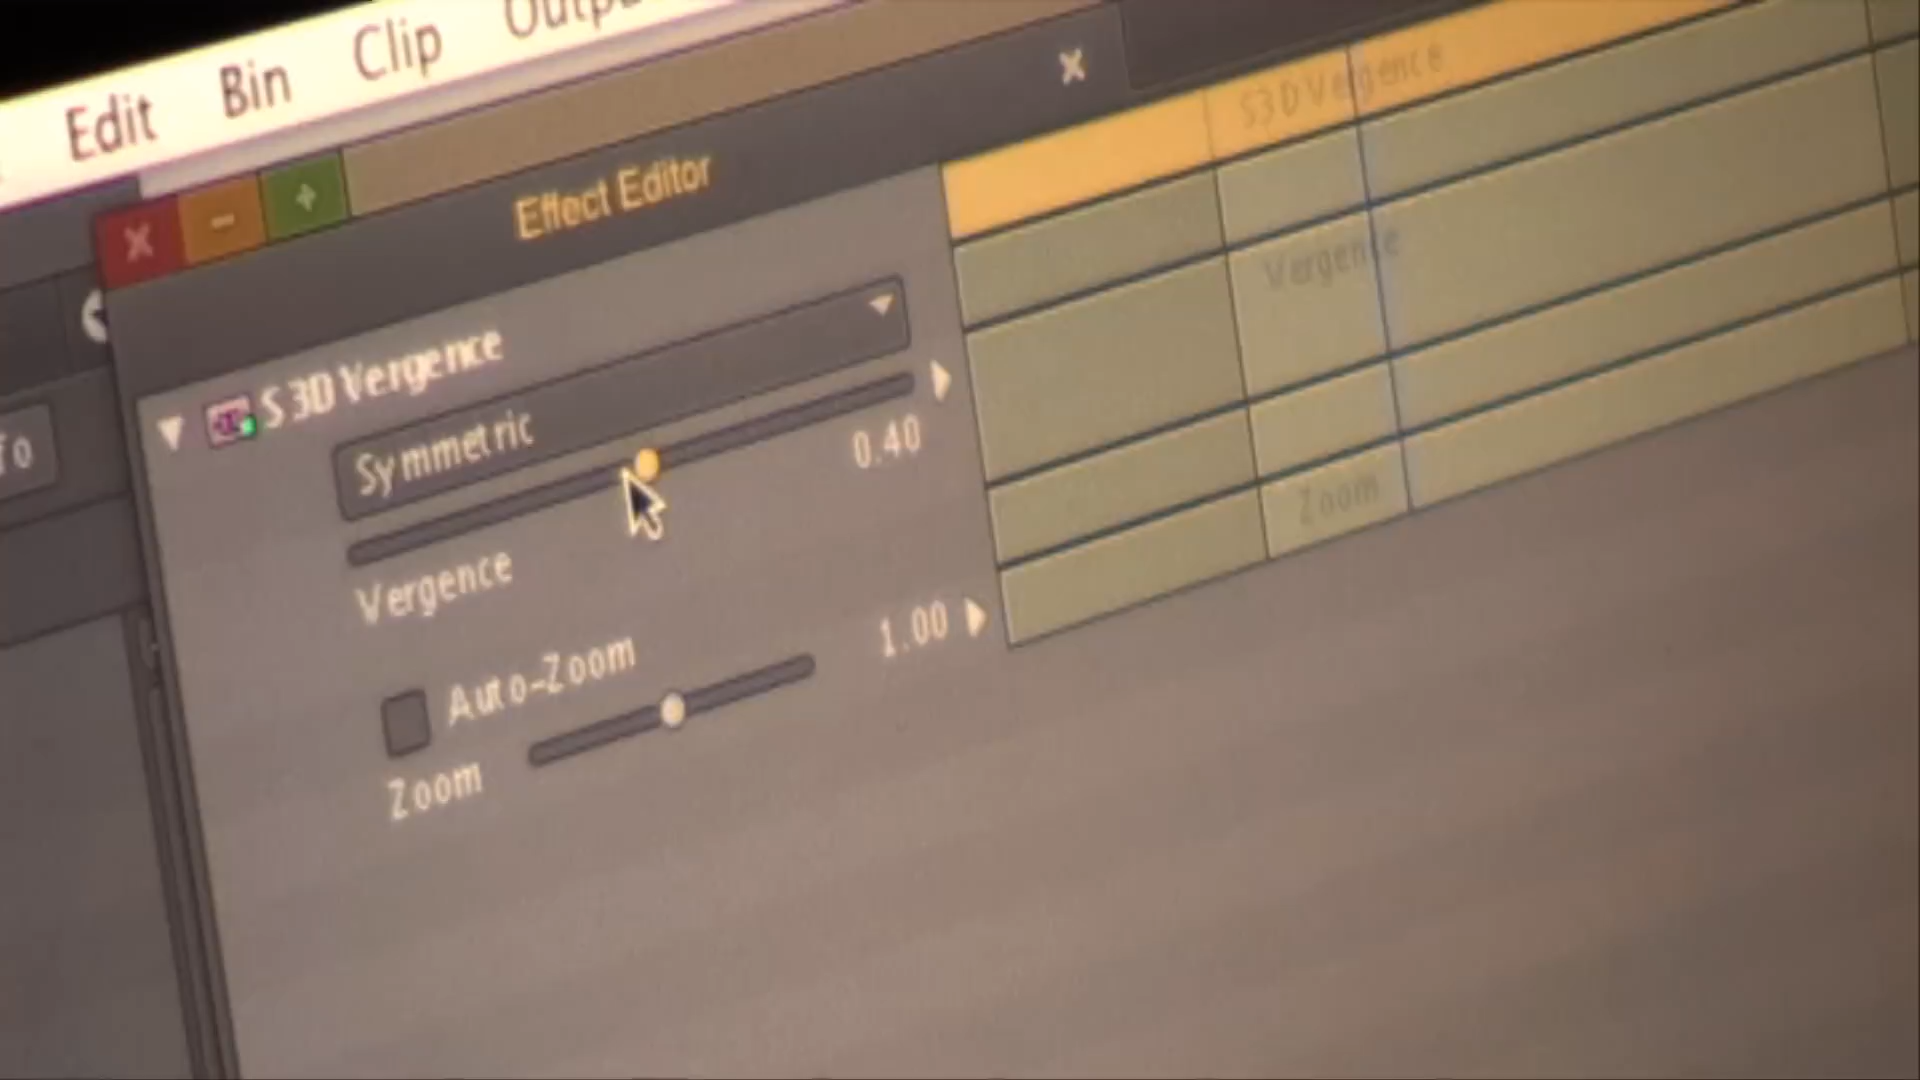 Edit Bin Clip
Effect Editor
S3D Vergence
Symmetric
0.40
Vergence
Auto-Zoom
1.00
Zoom
S3D Vergence
Vergence
Zoom